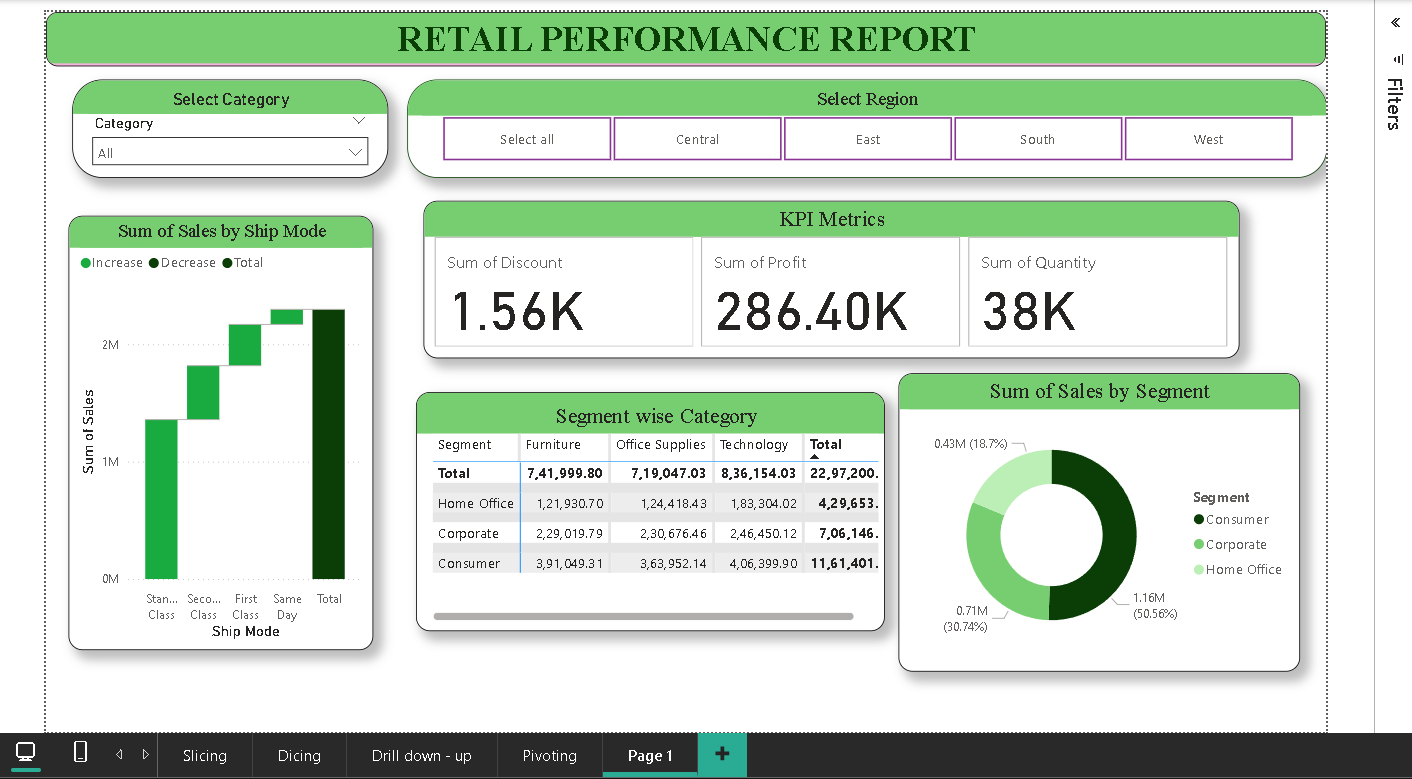 RETAIL PERFORMANCE REPORT
Filters
Select Category
Category
All
Select Region
Select all Central East South West
Sum of Sales by Ship Mode
Increase Decrease Total
2M
1M
0M
Sum of Sales
Stan... Class
Seco... Class
First Class
Same Day
Total
Ship Mode
KPI Metrics
Sum of Discount
1.56K
Sum of Profit
286.40K
Sum of Quantity
38K
Segment wise Category
Segment Furniture Office Supplies Technology Total
Total 7,41,999.80 7,19,047.03 8,36,154.03 22,97,200.
Home Office 1,21,930.70 1,24,418.43 1,83,304.02 4,29,653.
Corporate 2,29,019.79 2,30,676.46 2,46,450.12 7,06,146.
Consumer 3,91,049.31 3,63,952.14 4,06,399.90 11,61,401.
Sum of Sales by Segment
0.43M (18.7%)
0.71M
(30.74%)
1.16M
(50.56%)
Segment
Consumer
Corporate
Home Office
Slicing Dicing Drill down - up Pivoting Page 1